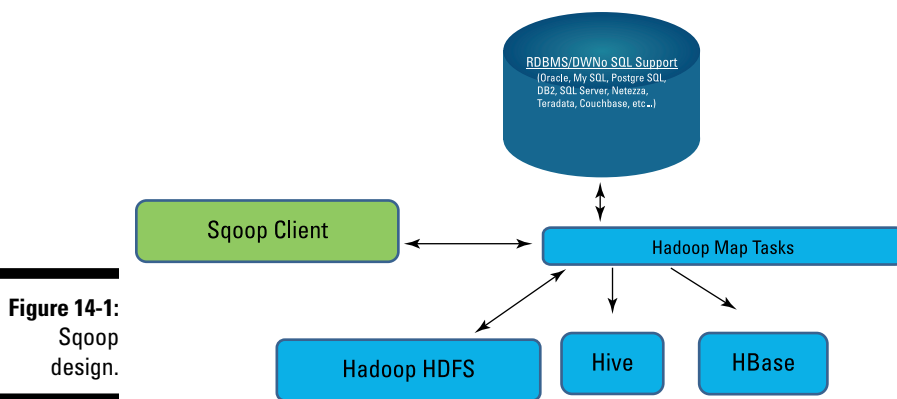 RDBMS/DWNo SQL Support
(Oracle, My SQL, Postgre SQL,
DB2, SQL Server, Netezza,
Teradata, Couchbase, etc...)
Sqoop Client
Hadoop Map Tasks
Figure 14-1:
Sqoop
design.
Hadoop HDFS
Hive
HBase